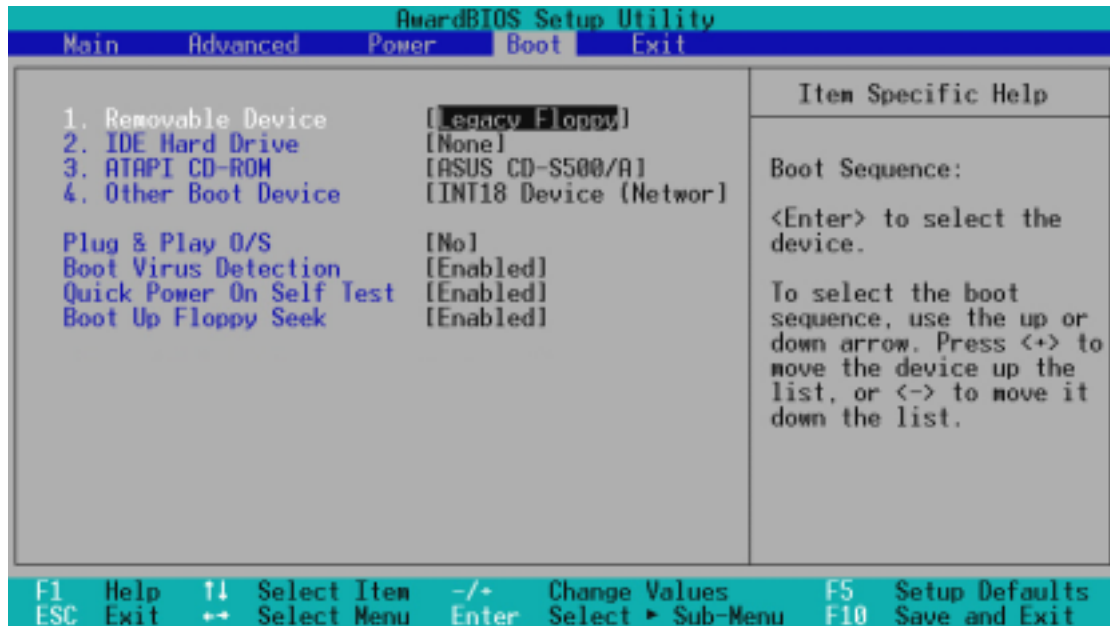 AwardBIOS Setup Utility
Main Advanced Power Boot Exit
1. Removable Device [Legacy Floppy]
2. IDE Hard Drive [None]
3. ATAPI CD-ROM [ASUS CD-S500/A]
4. Other Boot Device [INT18 Device (Networ]
Plug & Play O/S [No]
Boot Virus Detection [Enabled]
Quick Power On Self Test [Enabled]
Boot Up Floppy Seek [Enabled]
Item Specific Help
Boot Sequence:
<Enter> to select the
device.
To select the boot
sequence, use the up or
down arrow. Press <+> to
move the device up the
list, or <-> to move it
down the list.
F1 Help ↑↓ Select Item -/+ Change Values F5 Setup Defaults
ESC Exit ←→ Select Menu Enter Select ► Sub-Menu F10 Save and Exit